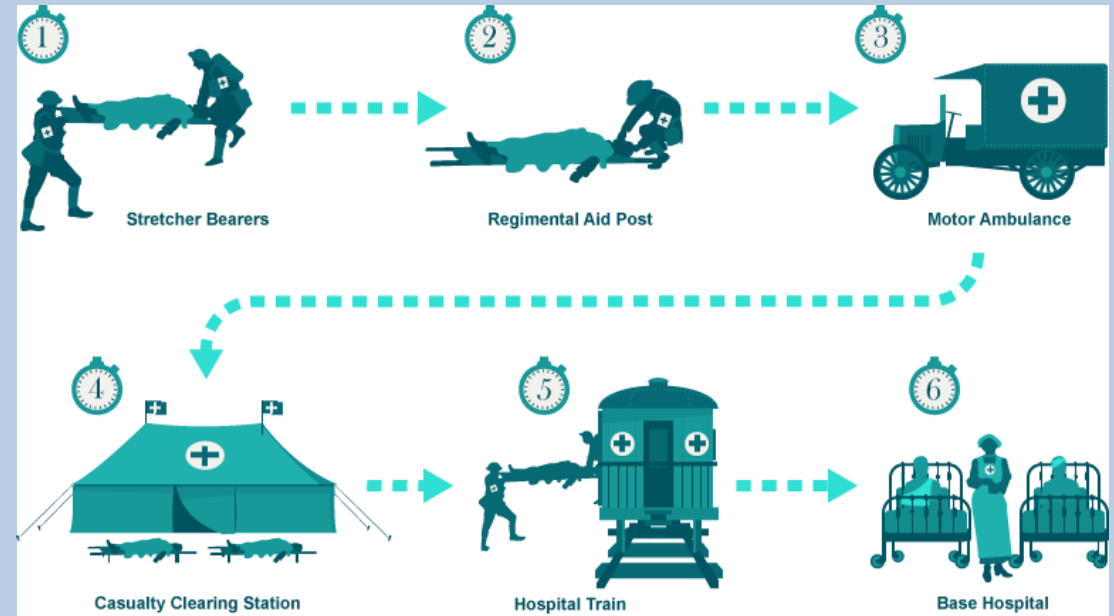 1
2
3
Stretcher Bearers
Regimental Aid Post
Motor Ambulance
4
5
6
Casualty Clearing Station
Hospital Train
Base Hospital